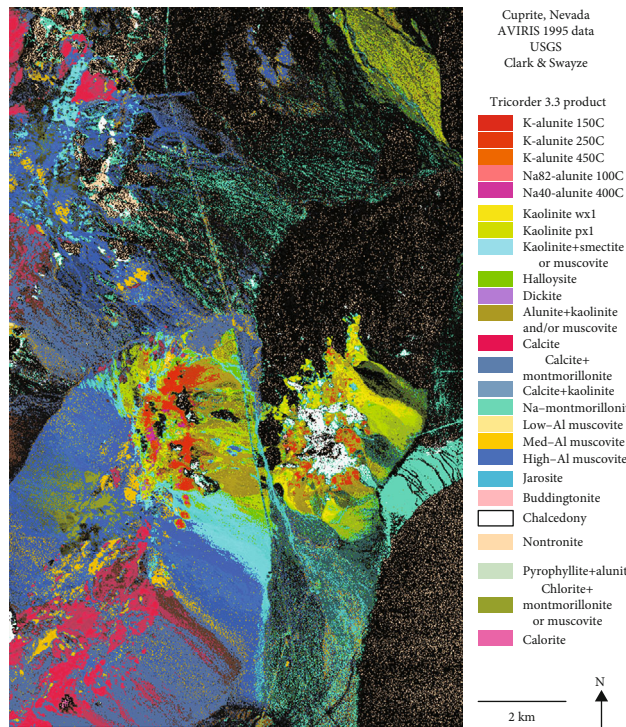 Cuprite, Nevada
AVIRIS 1995 data
USGS
Clark & Swayze
Tricorder 3.3 product
K-alunite 150C
K-alunite 250C
K-alunite 450C
Na82-alunite 100C
Na40-alunite 400C
Kaolinite wx1
Kaolinite px1
Kaolinite+smectite
or muscovite
Halloysite
Dickite
Alunite+kaolinite
and/or muscovite
Calcite
Calcite+
montmorillonite
Calcite+kaolinite
Na–montmorillonit
Low–Al muscovite
Med–Al muscovite
High–Al muscovite
Jarosite
Buddingtonite
Chalcedony
Nontronite
Pyrophyllite+alunit
Chlorite+
montmorillonite
or muscovite
Calorite
N
2 km